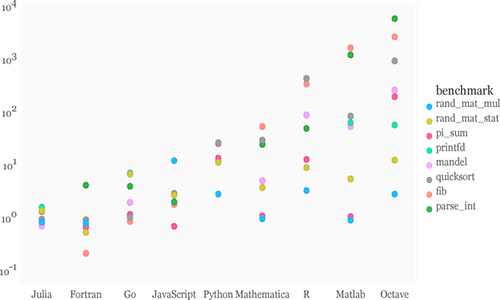 10^4
10^3
10^2
10^1
10^0
10^-1
Julia Fortran Go JavaScript Python Mathematica R Matlab Octave
benchmark
rand_mat_mul
rand_mat_stat
pi_sum
printfd
mandel
quicksort
fib
parse_int